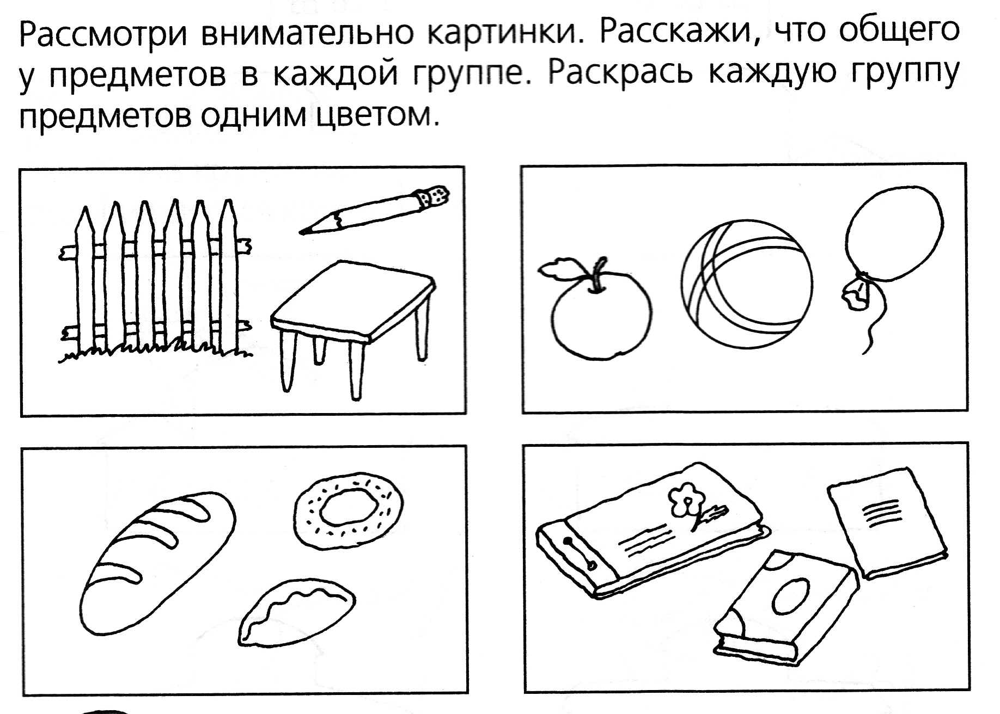 Рассмотри внимательно картинки. Расскажи, что общего
у предметов в каждой группе. Раскрась каждую группу
предметов одним цветом.